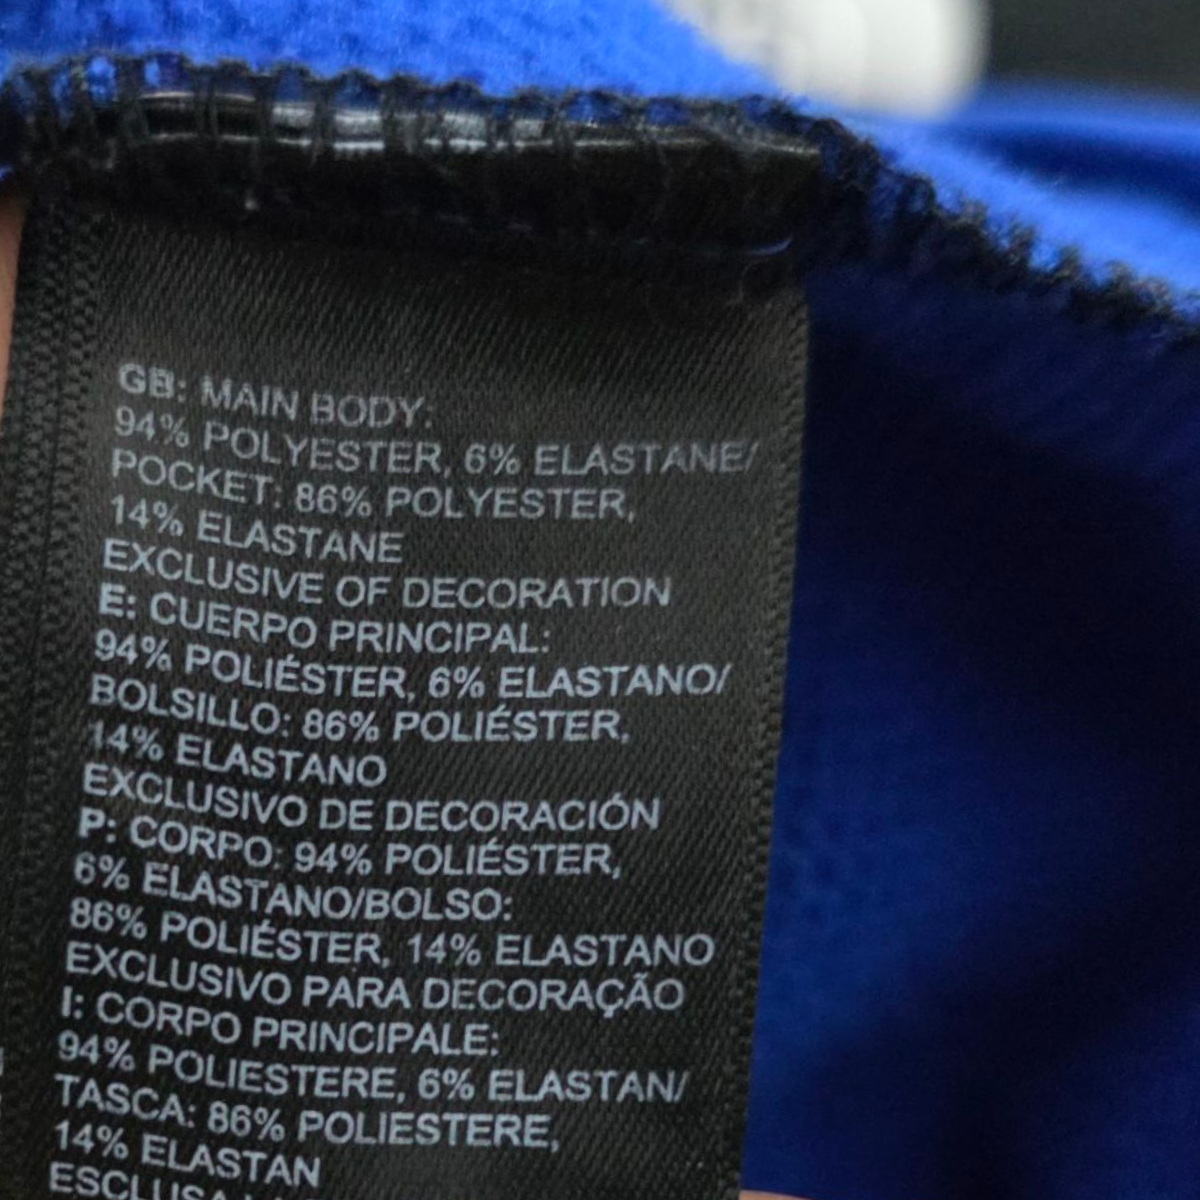 GB: MAIN BODY:
94% POLYESTER, 6% ELASTANE/
POCKET: 86% POLYESTER,
14% ELASTANE
EXCLUSIVE OF DECORATION
E: CUERPO PRINCIPAL:
94% POLIÉSTER, 6% ELASTANO/
BOLSILLO: 86% POLIÉSTER,
14% ELASTANO
EXCLUSIVO DE DECORACIÓN
P: CORPO: 94% POLIÉSTER,
6% ELASTANO/BOLSO:
86% POLIÉSTER, 14% ELASTANO
EXCLUSIVO PARA DECORAÇÃO
I: CORPO PRINCIPALE:
94% POLIESTERE, 6% ELASTAN/
TASCA: 86% POLIESTERE,
14% ELASTAN